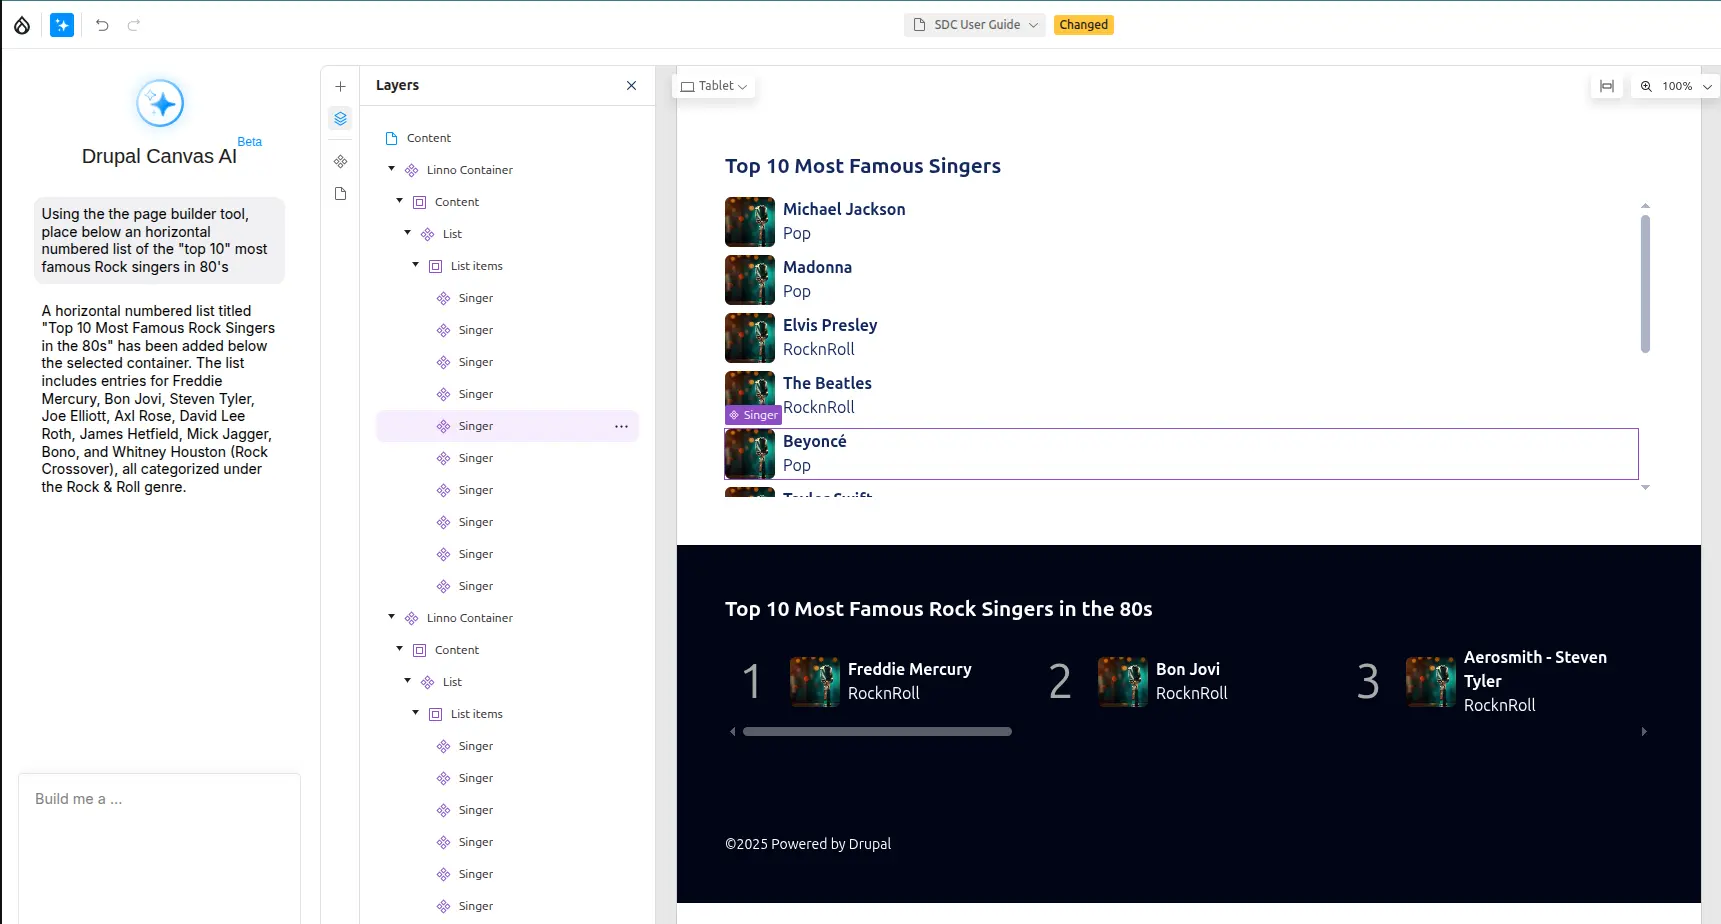 SDC User Guide
Changed
Drupal Canvas AI
Beta
Using the the page builder tool,
place below an horizontal
numbered list of the "top 10" most
famous Rock singers in 80's
A horizontal numbered list titled
"Top 10 Most Famous Rock Singers
in the 80s" has been added below
the selected container. The list
includes entries for Freddie
Mercury, Bon Jovi, Steven Tyler,
Joe Elliott, Axl Rose, David Lee
Roth, James Hetfield, Mick Jagger,
Bono, and Whitney Houston (Rock
Crossover), all categorized under
the Rock & Roll genre.
Build me a ...
Layers
Content
Linno Container
Content
List
List items
Singer
Singer
Singer
Singer
Singer
Singer
Singer
Singer
Singer
Singer
Linno Container
Content
List
List items
Singer
Singer
Singer
Singer
Singer
Singer
Tablet
100%
Top 10 Most Famous Singers
Michael Jackson
Pop
Madonna
Pop
Elvis Presley
RocknRoll
The Beatles
RocknRoll
Singer
Beyoncé
Pop
Taylor Swift
Top 10 Most Famous Rock Singers in the 80s
1
Freddie Mercury
RocknRoll
2
Bon Jovi
RocknRoll
3
Aerosmith - Steven
Tyler
RocknRoll
©2025 Powered by Drupal